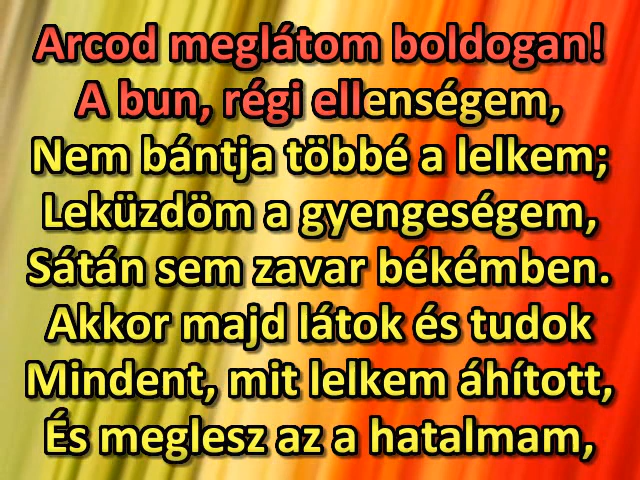 Arcod meglátom boldogan!
A bun, régi ellenségem,
Nem bántja többé a lelkem;
Leküzdöm a gyengeségem,
Sátán sem zavar békémben.
Akkor majd látok és tudok
Mindent, mit lelkem áhított,
És meglesz az a hatalmam,